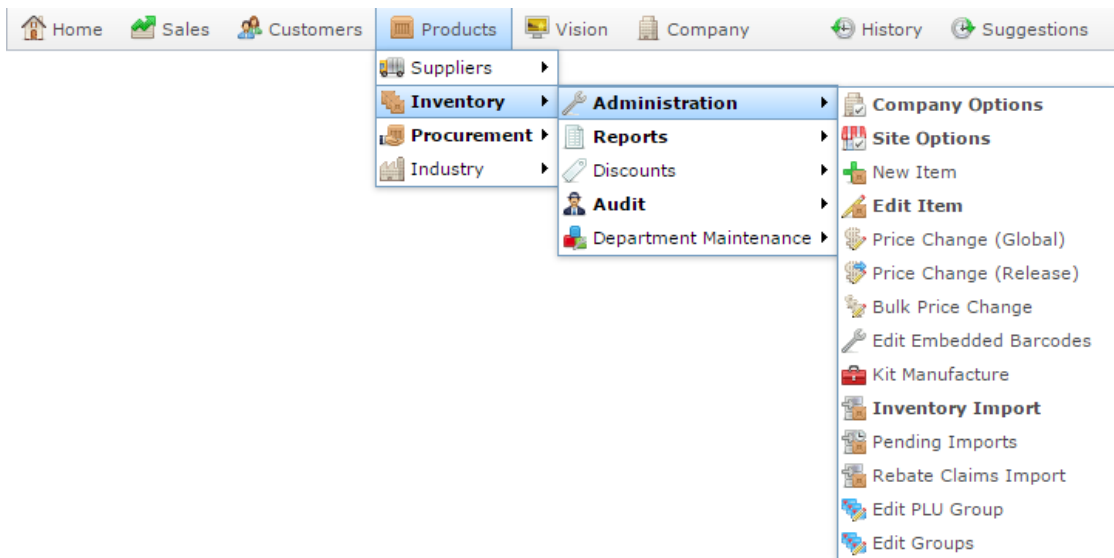 Home Sales Customers Products Vision Company History Suggestions
Suppliers
Inventory
Procurement
Industry
Administration
Reports
Discounts
Audit
Department Maintenance
Company Options
Site Options
New Item
Edit Item
Price Change (Global)
Price Change (Release)
Bulk Price Change
Edit Embedded Barcodes
Kit Manufacture
Inventory Import
Pending Imports
Rebate Claims Import
Edit PLU Group
Edit Groups